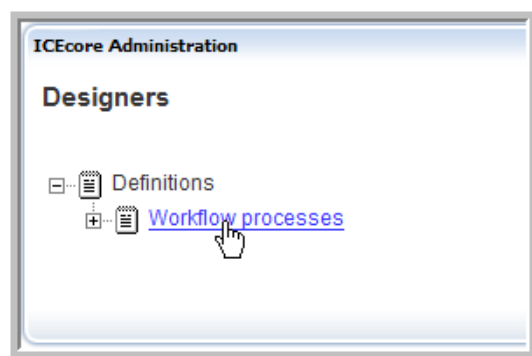 ICEcore Administration
Designers
Definitions
Workflow processes